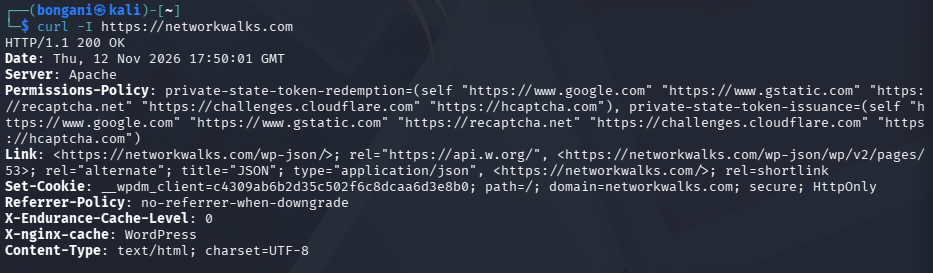 ┌──(bongani㉿kali)-[~]
└─$ curl -I https://networkwalks.com
HTTP/1.1 200 OK
Date: Thu, 12 Nov 2026 17:50:01 GMT
Server: Apache
Permissions-Policy: private-state-token-redemption=(self "https://www.google.com" "https://www.gstatic.com" "https:
//recaptcha.net" "https://challenges.cloudflare.com" "https://hcaptcha.com"), private-state-token-issuance=(self "h
ttps://www.google.com" "https://www.gstatic.com" "https://recaptcha.net" "https://challenges.cloudflare.com" "https
://hcaptcha.com")
Link: <https://networkwalks.com/wp-json/>; rel="https://api.w.org/", <https://networkwalks.com/wp-json/wp/v2/pages/
53>; rel="alternate"; title="JSON"; type="application/json", <https://networkwalks.com/>; rel=shortlink
Set-Cookie: __wpdm_client=c4309ab6b2d35c502f6c8dcaa6d3e8b0; path=/; domain=networkwalks.com; secure; HttpOnly
Referrer-Policy: no-referrer-when-downgrade
X-Endurance-Cache-Level: 0
X-nginx-cache: WordPress
Content-Type: text/html; charset=UTF-8